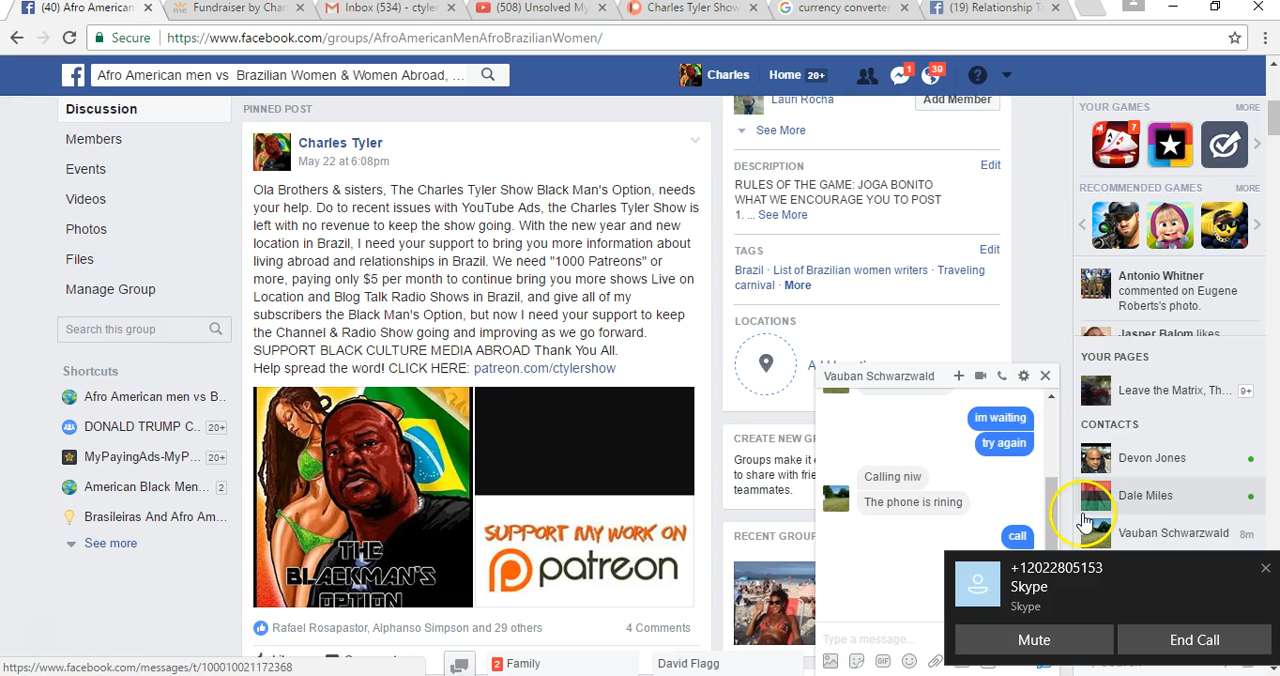 (40) Afro American
Fundraiser by Char
Inbox (534) - ctyler
(508) Unsolved My
Charles Tyler Show
currency converter
(19) Relationship T
Secure
https://www.facebook.com/groups/AfroAmericanMenAfroBrazilianWomen/
Afro American men vs Brazilian Women & Women Abroad, ...
Charles
Home 20+
1
39
Discussion
Members
Events
Videos
Photos
Files
Manage Group
Search this group
Shortcuts
Afro American men vs B..
DONALD TRUMP C... 20+
MyPayingAds-MyP... 20+
American Black Men... 2
Brasileiras And Afro Am...
See more
PINNED POST
Charles Tyler
May 22 at 6:08pm
Ola Brothers & sisters, The Charles Tyler Show Black Man's Option, needs
your help. Do to recent issues with YouTube Ads, the Charles Tyler Show is
left with no revenue to keep the show going. With the new year and new
location in Brazil, I need your support to bring you more information about
living abroad and relationships in Brazil. We need "1000 Patreons" or
more, paying only $5 per month to continue bring you more shows Live on
Location and Blog Talk Radio Shows in Brazil, and give all of my
subscribers the Black Man's Option, but now I need your support to keep
the Channel & Radio Show going and improving as we go forward.
SUPPORT BLACK CULTURE MEDIA ABROAD Thank You All.
Help spread the word! CLICK HERE: patreon.com/ctylershow
THE
BLACKMAN'S
OPTION
SUPPORT MY WORK ON
patreon
Rafael Rosapastor, Alphanso Simpson and 29 others
4 Comments
Lauri Rocha
Add Member
See More
DESCRIPTION
Edit
RULES OF THE GAME: JOGA BONITO
WHAT WE ENCOURAGE YOU TO POST
1. ... See More
TAGS
Edit
Brazil · List of Brazilian women writers · Traveling
carnival · More
LOCATIONS
CREATE NEW GR
Groups make it e
to share with frie
teammates.
RECENT GROUP
Vauban Schwarzwald
im waiting
try again
Calling niw
The phone is rining
call
Type a message...
GIF
YOUR GAMES
MORE
7
RECOMMENDED GAMES
MORE
Antonio Whitner
commented on Eugene
Roberts's photo.
Jasper Balom likes
YOUR PAGES
Leave the Matrix, Th... 9+
CONTACTS
Devon Jones
Dale Miles
Vauban Schwarzwald 8m
+12022805153
Skype
Skype
Mute
End Call
https://www.facebook.com/messages/t/100010021172368
2 Family
David Flagg